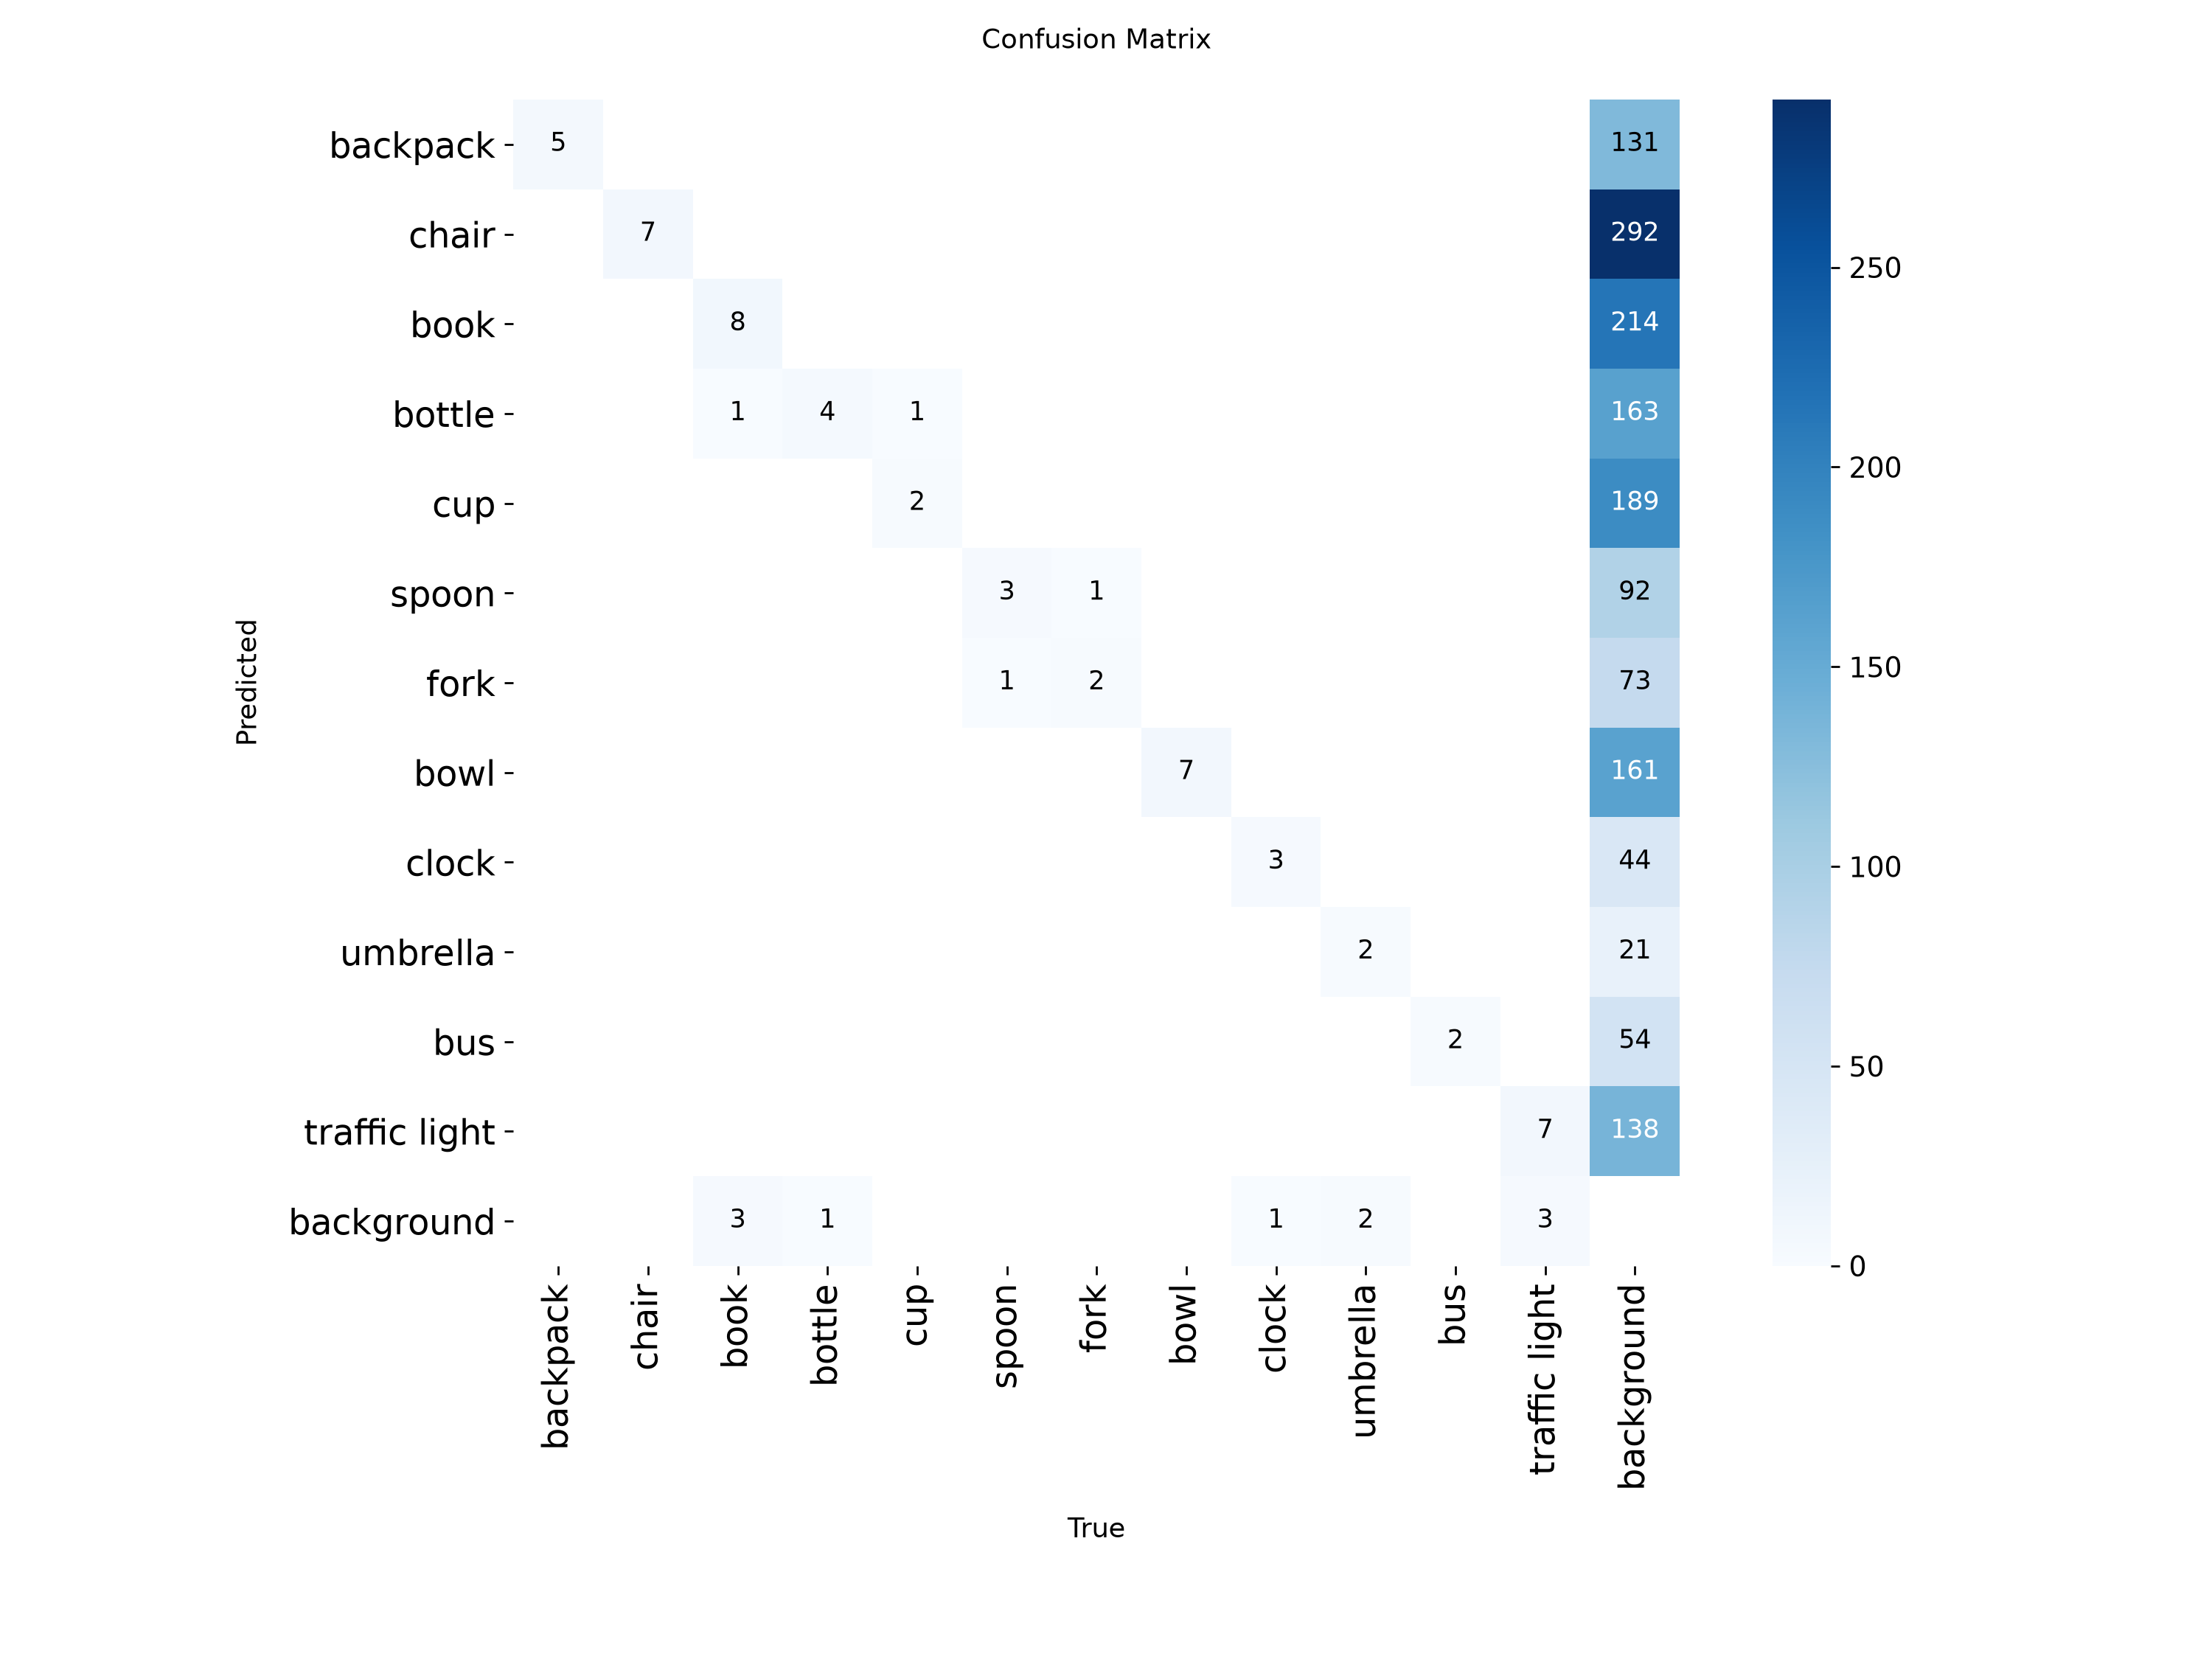 Confusion Matrix
backpack 5 131
chair 7 292
book 8 214
bottle 1 4 1 163
cup 2 189
spoon 3 1 92
fork 1 2 73
bowl 7 161
clock 3 44
umbrella 2 21
bus 2 54
traffic light 7 138
background 3 1 1 2 3
Predicted
backpack chair book bottle cup spoon fork bowl clock umbrella bus traffic light background
True
250
200
150
100
50
0